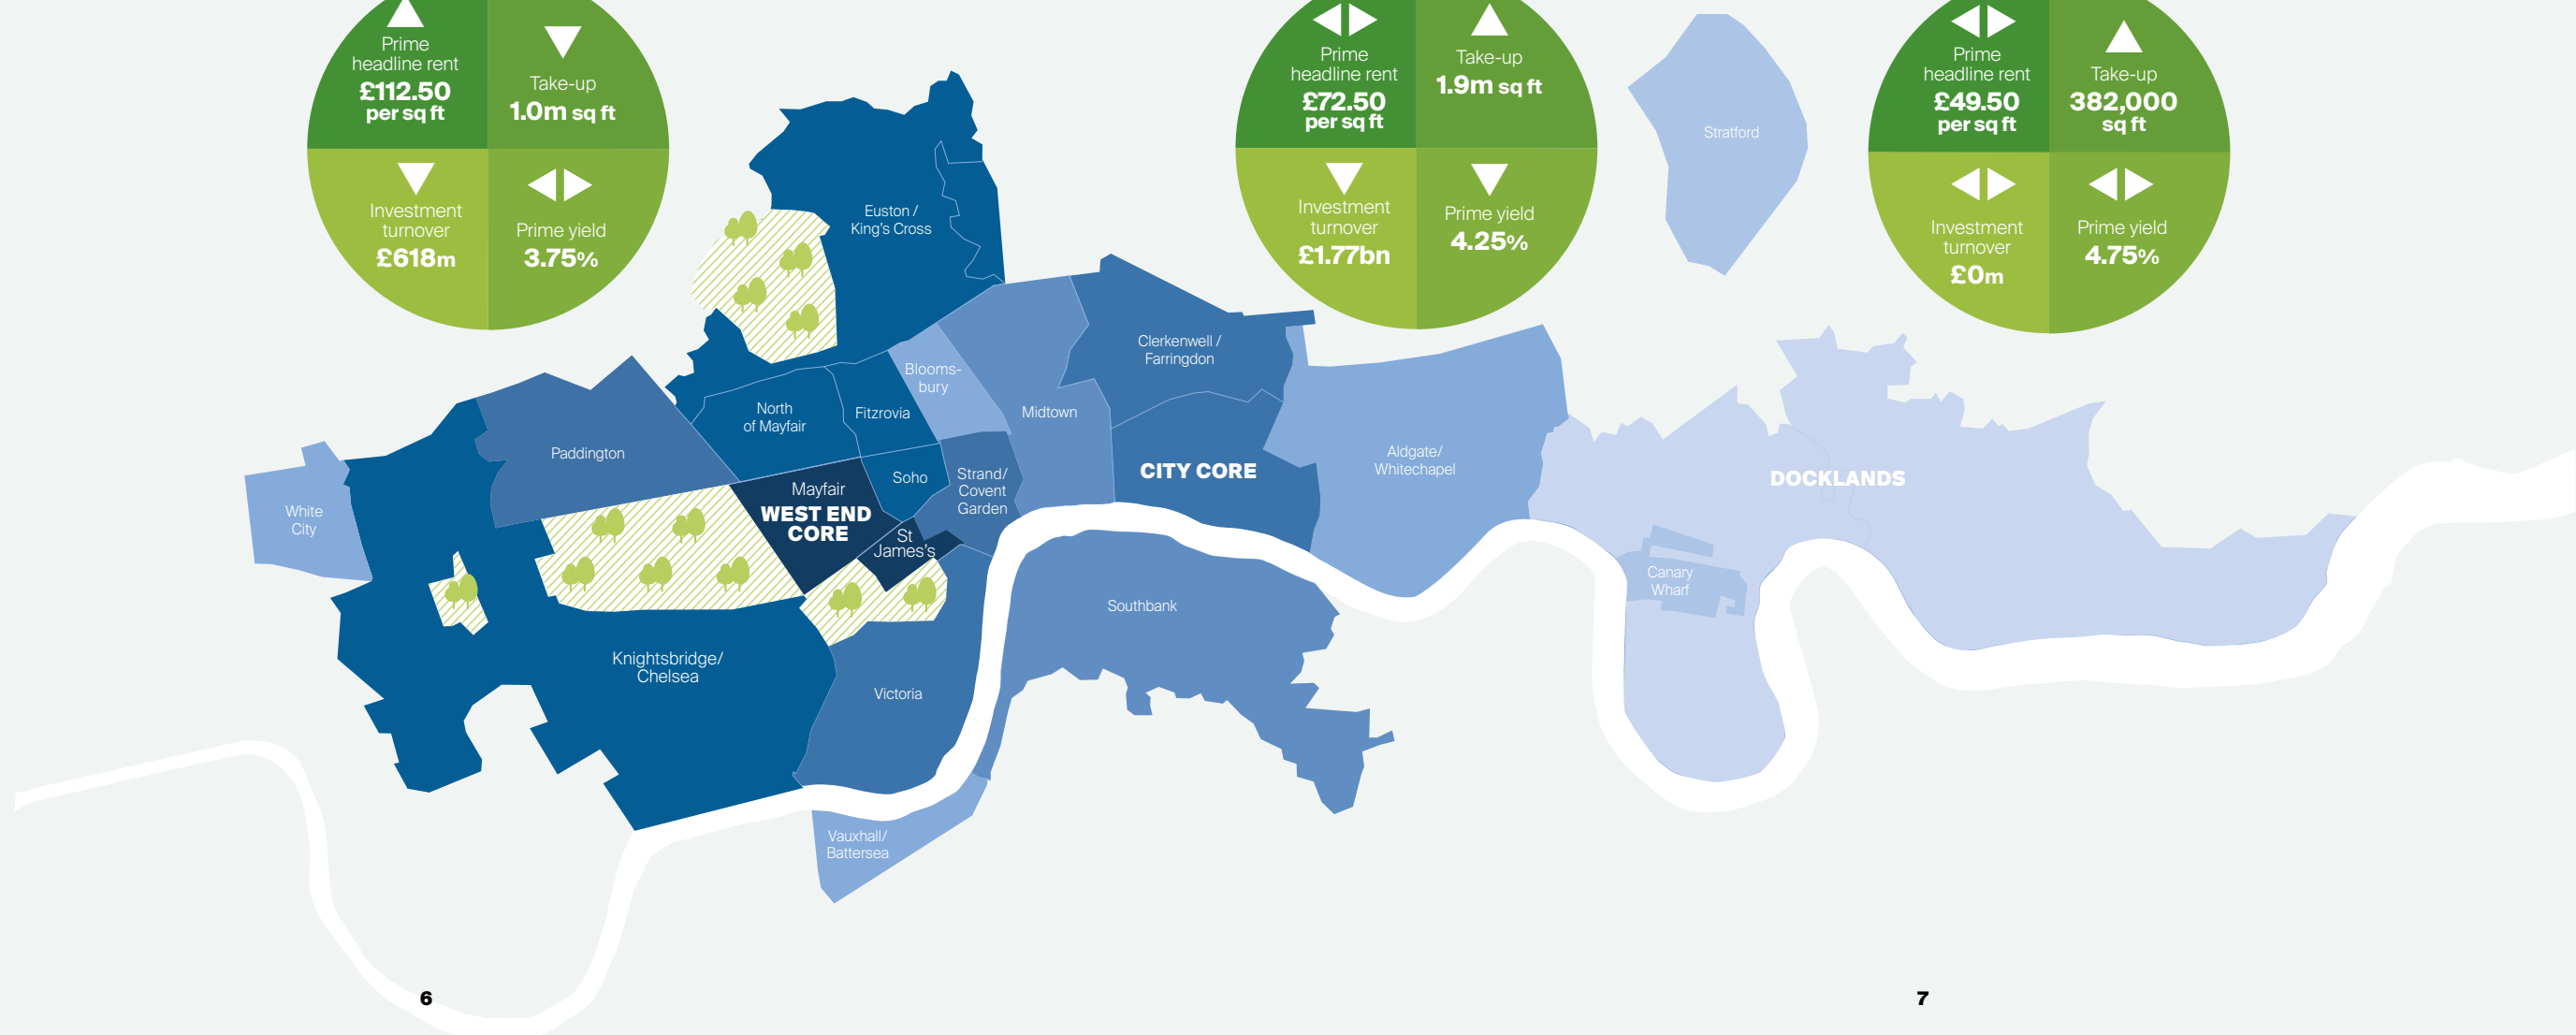 Prime
headline rent
£112.50
per sq ft
Take-up
1.0m sq ft
Investment
turnover
£618m
Prime yield
3.75%
Prime
headline rent
£72.50
per sq ft
Take-up
1.9m sq ft
Investment
turnover
£1.77bn
Prime yield
4.25%
Prime
headline rent
£49.50
per sq ft
Take-up
382,000
sq ft
Investment
turnover
£0m
Prime yield
4.75%
Stratford
Euston /
King's Cross
Clerkenwell /
Farringdon
Blooms-
bury
North
of Mayfair
Fitzrovia
Midtown
Paddington
Aldgate/
Whitechapel
CITY CORE
DOCKLANDS
Soho
Strand/
Covent
Garden
Mayfair
WEST END
CORE
White
City
St
James's
Canary
Wharf
Southbank
Knightsbridge/
Chelsea
Victoria
Vauxhall/
Battersea
6
7